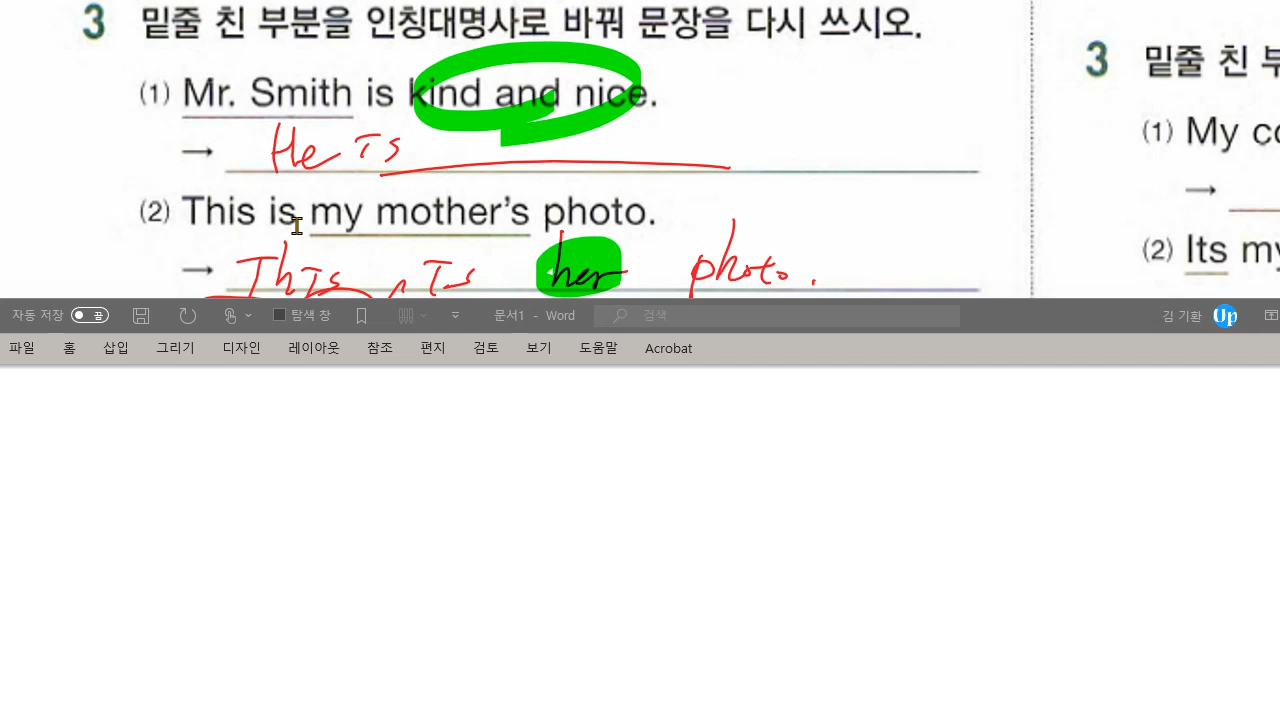 3 밑줄 친 부분을 인칭대명사로 바꿔 문장을 다시 쓰시오.
(1) Mr. Smith is kind and nice.
→ He is
(2) This is my mother's photo.
→ This is her photo.
3 밑줄 친 부
(1) My co
→
(2) Its my
자동 저장 끔 탐색 창 문서1 - Word 검색 김 기환 Up
파일 홈 삽입 그리기 디자인 레이아웃 참조 편지 검토 보기 도움말 Acrobat